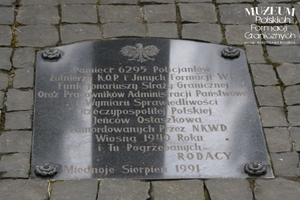 MUZEUM
Polskich
Formacji
Granicznych
Pamięci 6295 Policjantów
Żołnierzy K.O.P. i Innych Formacji W.
Funkcjonariuszy Straży Granicznej
Oraz Pracowników Administracji Państwowej
Wymiaru Sprawiedliwości
Rzeczypospolitej Polskiej
Jeńców Ostaszkowa
Zamordowanych Przez NKWD
Wiosną 1940 Roku
i Tu Pogrzebanych
RODACY
Miednoje Sierpień 1991